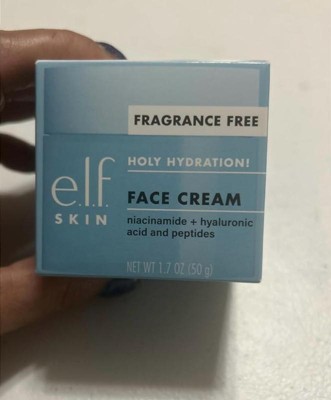 FRAGRANCE FREE
HOLY HYDRATION!
e.l.f.
SKIN
FACE CREAM
niacinamide + hyaluronic
acid and peptides
NET WT 1.7 OZ (50 g)